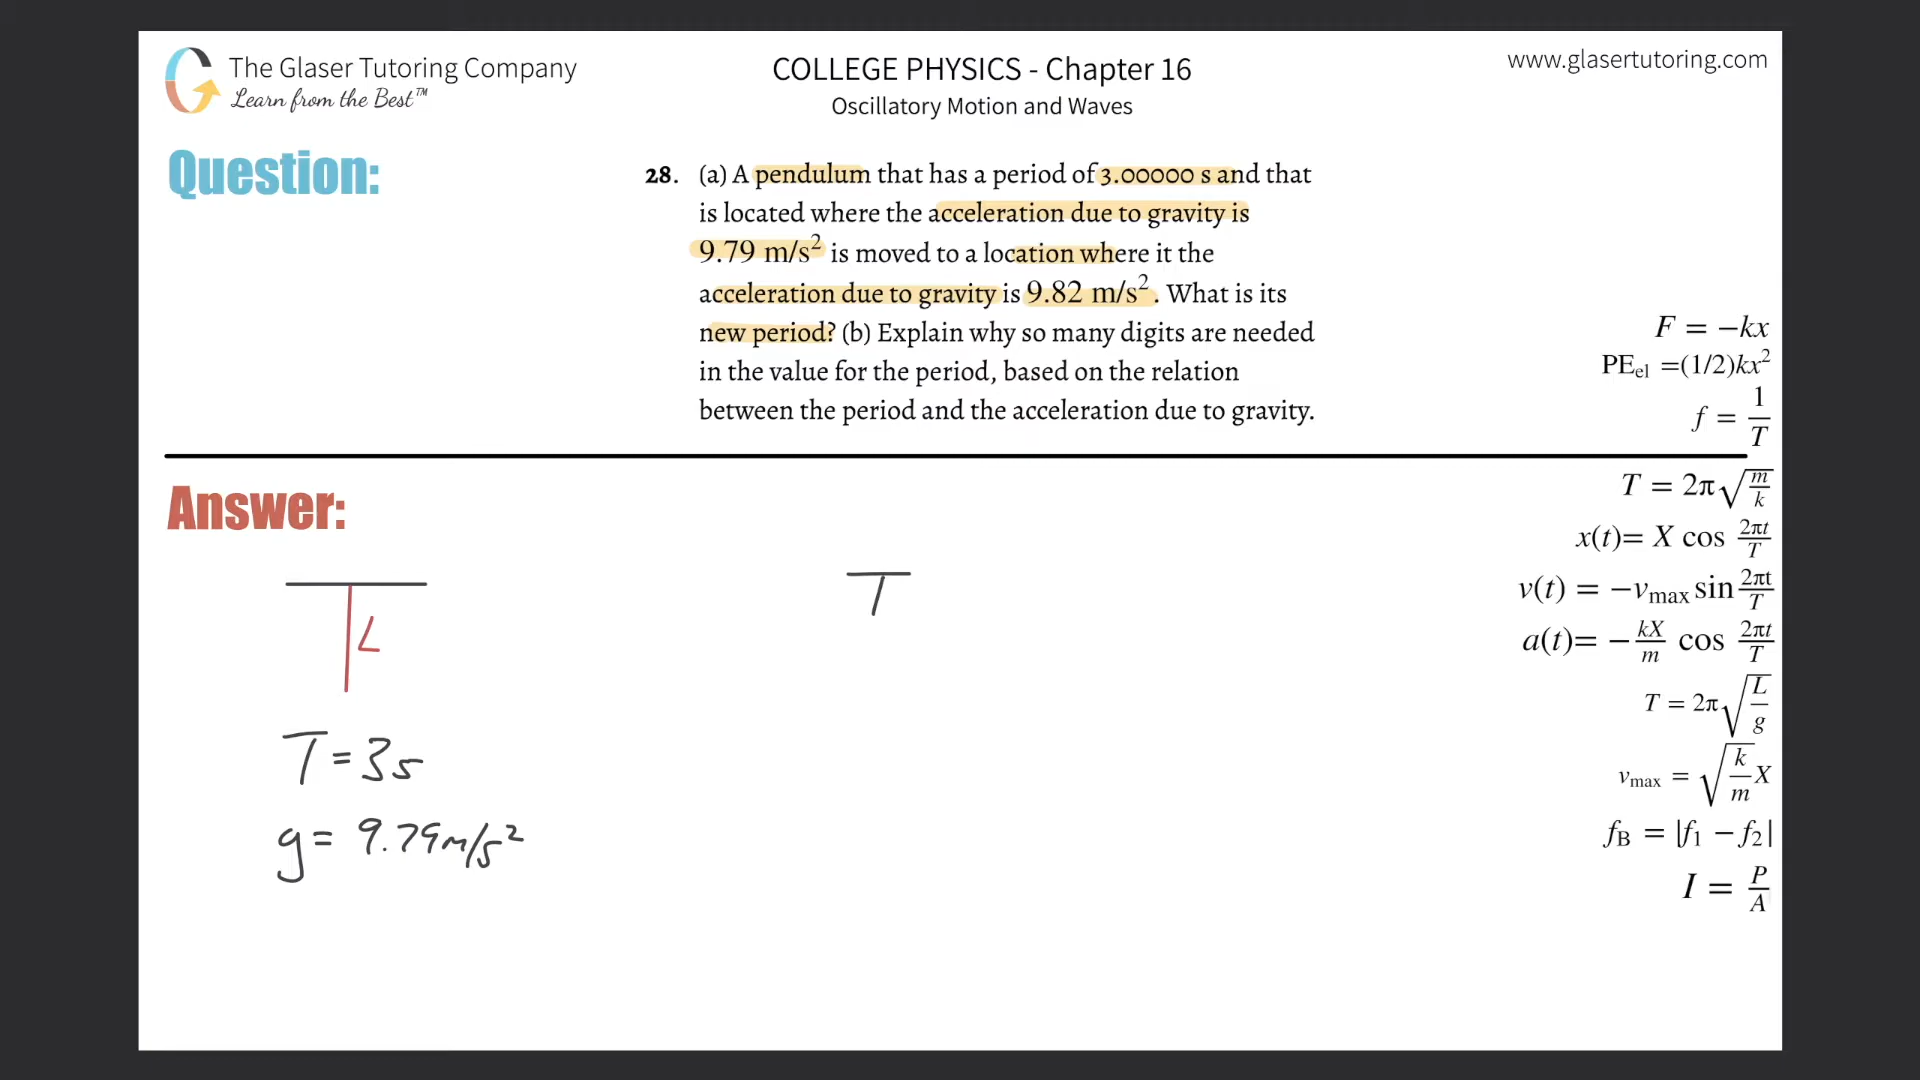 The Glaser Tutoring Company
Learn from the Best™
COLLEGE PHYSICS - Chapter 16
Oscillatory Motion and Waves
www.glasertutoring.com
Question:
28. (a) A pendulum that has a period of 3.00000 s and that
is located where the acceleration due to gravity is
9.79 m/s² is moved to a location where it the
acceleration due to gravity is 9.82 m/s². What is its
new period? (b) Explain why so many digits are needed
in the value for the period, based on the relation
between the period and the acceleration due to gravity.
F = −kx
PE_el =(1/2)kx²
f = 1/T
Answer:
T = 2π√(m/k)
x(t)= X cos 2πt/T
v(t) = −v_max sin 2πt/T
a(t)= − kX/m cos 2πt/T
T = 2π√(L/g)
v_max = √(k/m) X
f_B = |f₁ − f₂|
I = P/A
L
T = 3s
g = 9.79 m/s²
T